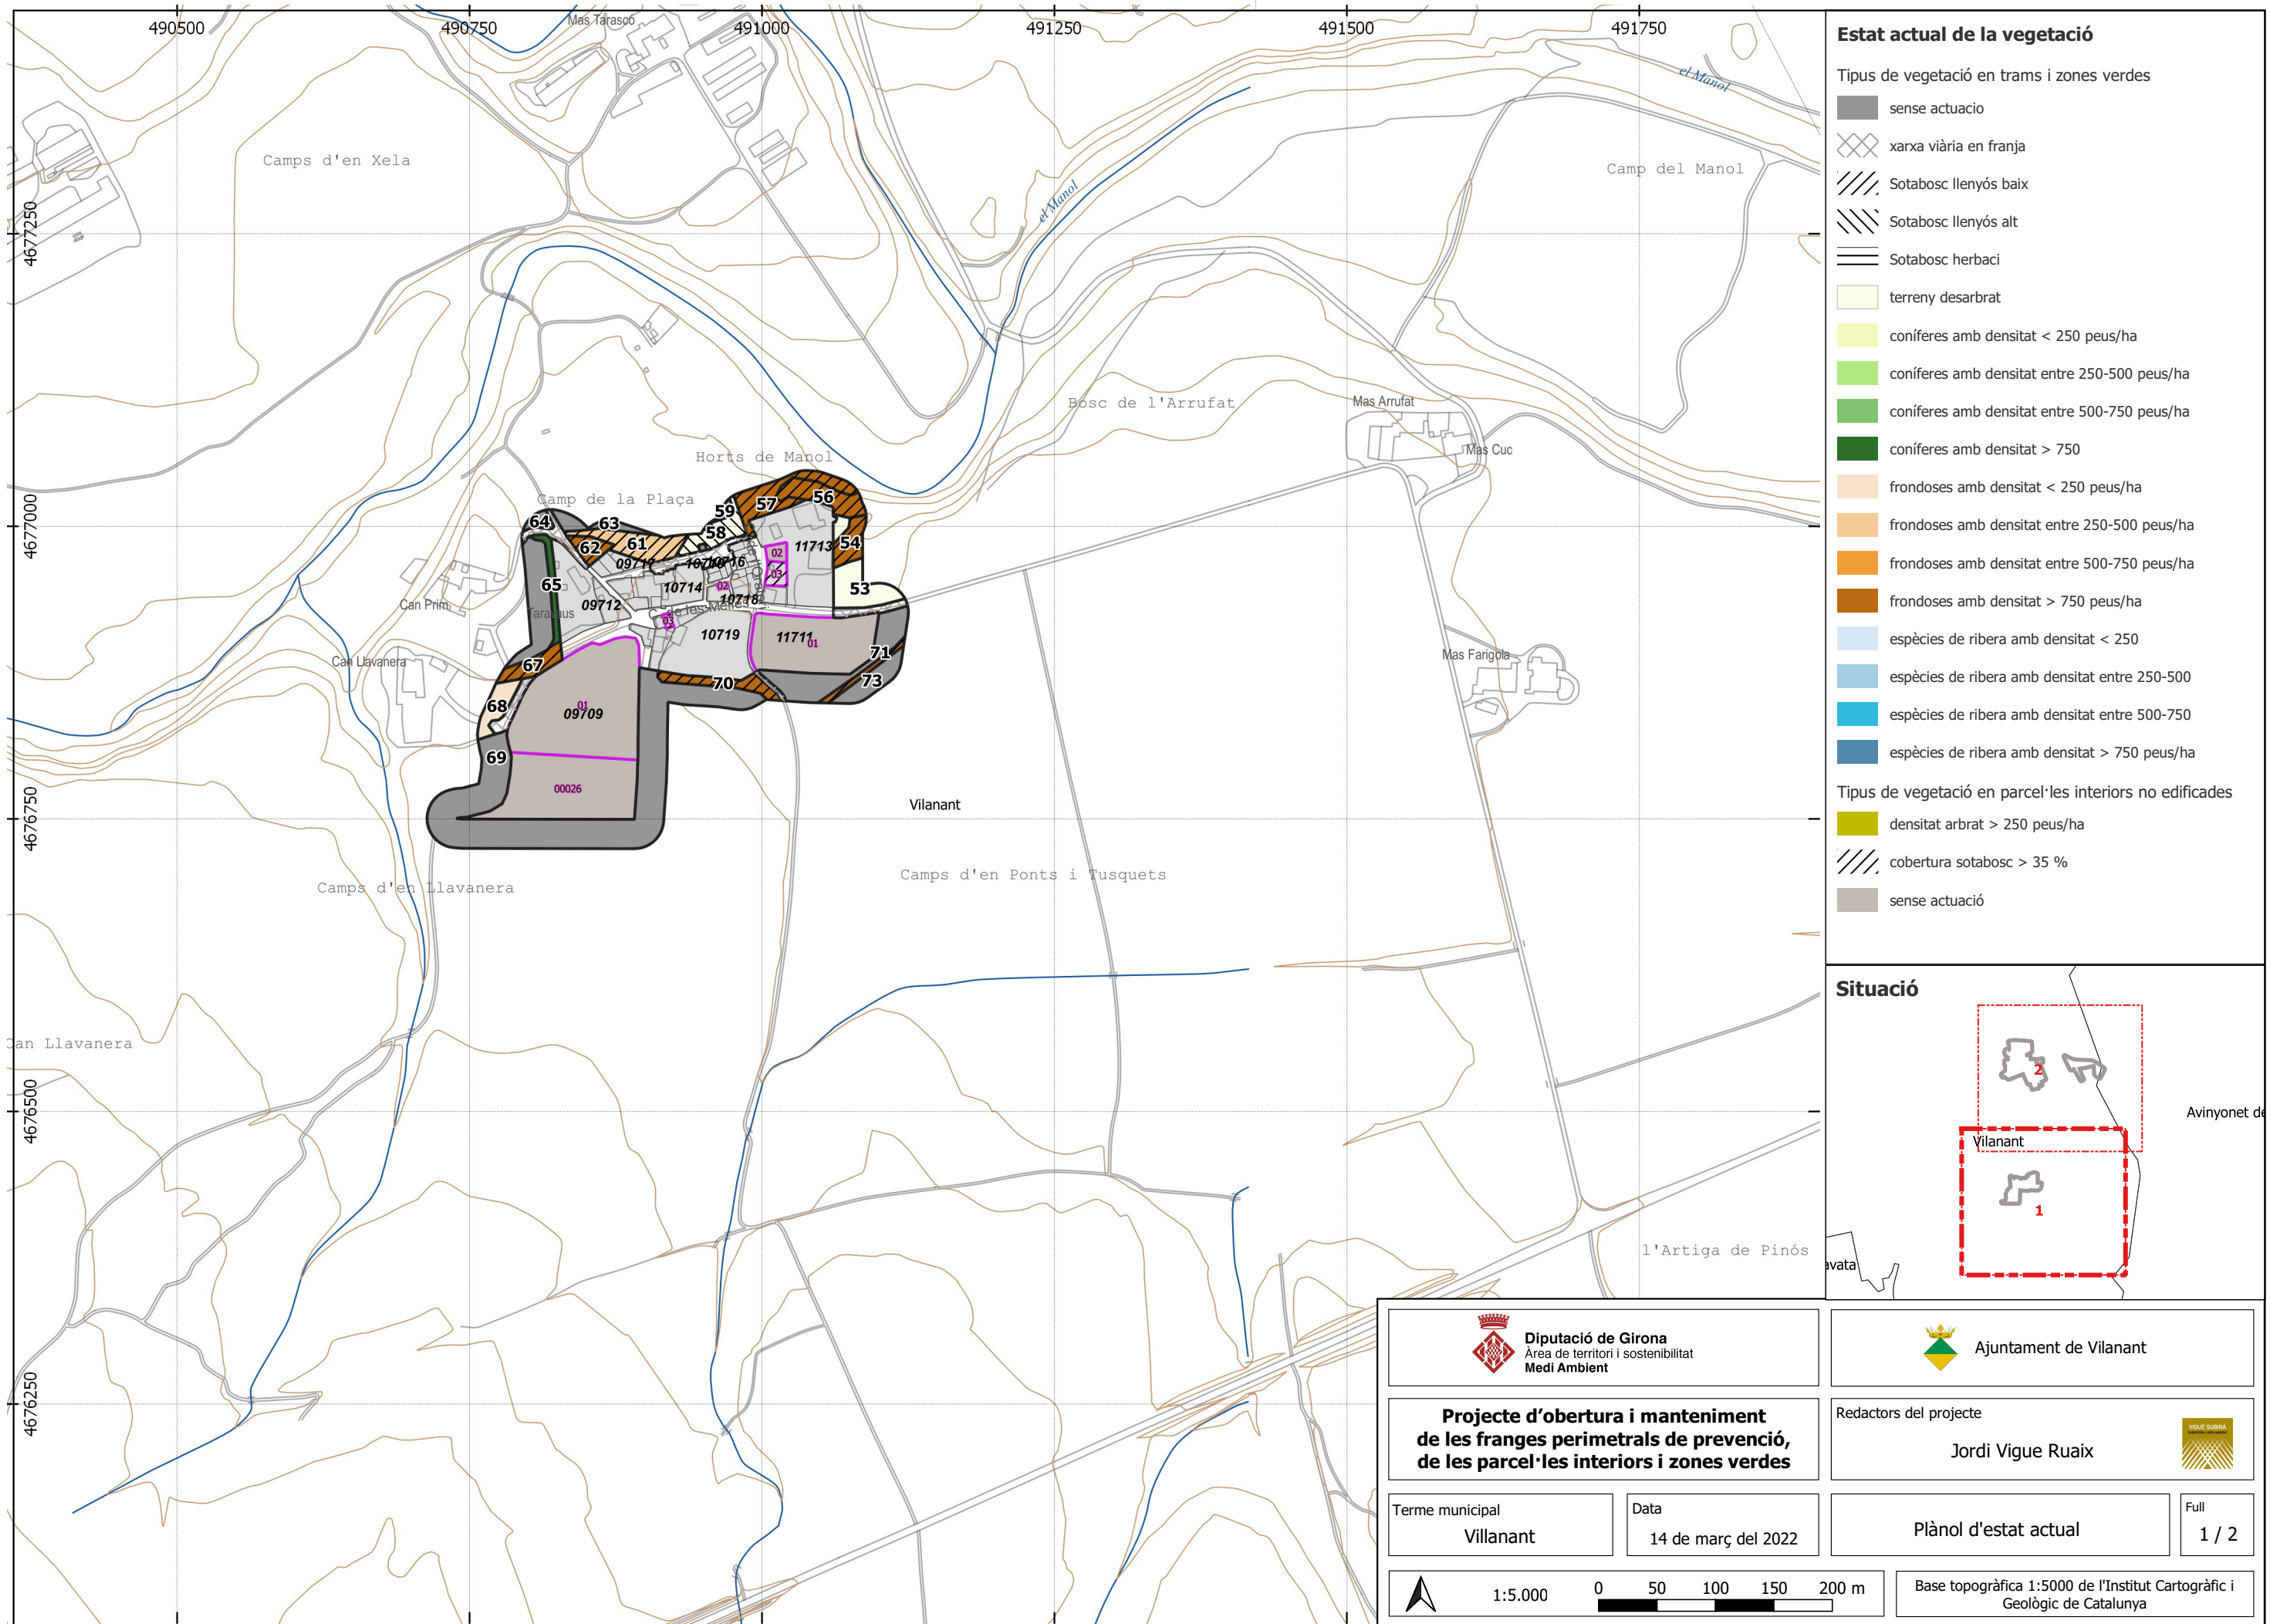 490500
490750
491000
491250
491500
491750
4677250
4677000
4676750
4676500
4676250
Mas Tarascó
el Manol
Camps d'en Xela
Camp del Manol
el Manol
Bosc de l'Arrufat
Mas Arrufat
Mas Cuc
Horts de Manol
Camp de la Plaça
57
56
59
64
63
58
62
61
54
11713
02
09717
10716
03
65
10714
02
53
10718
Can Prim
09712
Taravaus
de les Melies
03
10719
11711
01
71
Can Llavanera
67
Mas Farigola
70
73
68
01
09709
69
00026
Vilanant
Camps d'en Llavanera
Camps d'en Ponts i Tusquets
Can Llavanera
l'Artiga de Pinós
Estat actual de la vegetació
Tipus de vegetació en trams i zones verdes
sense actuacio
xarxa viària en franja
Sotabosc llenyós baix
Sotabosc llenyós alt
Sotabosc herbaci
terreny desarbrat
coníferes amb densitat < 250 peus/ha
coníferes amb densitat entre 250-500 peus/ha
coníferes amb densitat entre 500-750 peus/ha
coníferes amb densitat > 750
frondoses amb densitat < 250 peus/ha
frondoses amb densitat entre 250-500 peus/ha
frondoses amb densitat entre 500-750 peus/ha
frondoses amb densitat > 750 peus/ha
espècies de ribera amb densitat < 250
espècies de ribera amb densitat entre 250-500
espècies de ribera amb densitat entre 500-750
espècies de ribera amb densitat > 750 peus/ha
Tipus de vegetació en parcel·les interiors no edificades
densitat arbrat > 250 peus/ha
cobertura sotabosc > 35 %
sense actuació
Situació
2
Avinyonet de
Vilanant
1
avata
Diputació de Girona
Àrea de territori i sostenibilitat
Medi Ambient
Ajuntament de Vilanant
Projecte d'obertura i manteniment
de les franges perimetrals de prevenció,
de les parcel·les interiors i zones verdes
Redactors del projecte
Jordi Vigue Ruaix
VIGUÉ SUBIRÀ
Terme municipal
Villanant
Data
14 de març del 2022
Plànol d'estat actual
Full
1 / 2
1:5.000
0 50 100 150 200 m
Base topogràfica 1:5000 de l'Institut Cartogràfic i
Geològic de Catalunya